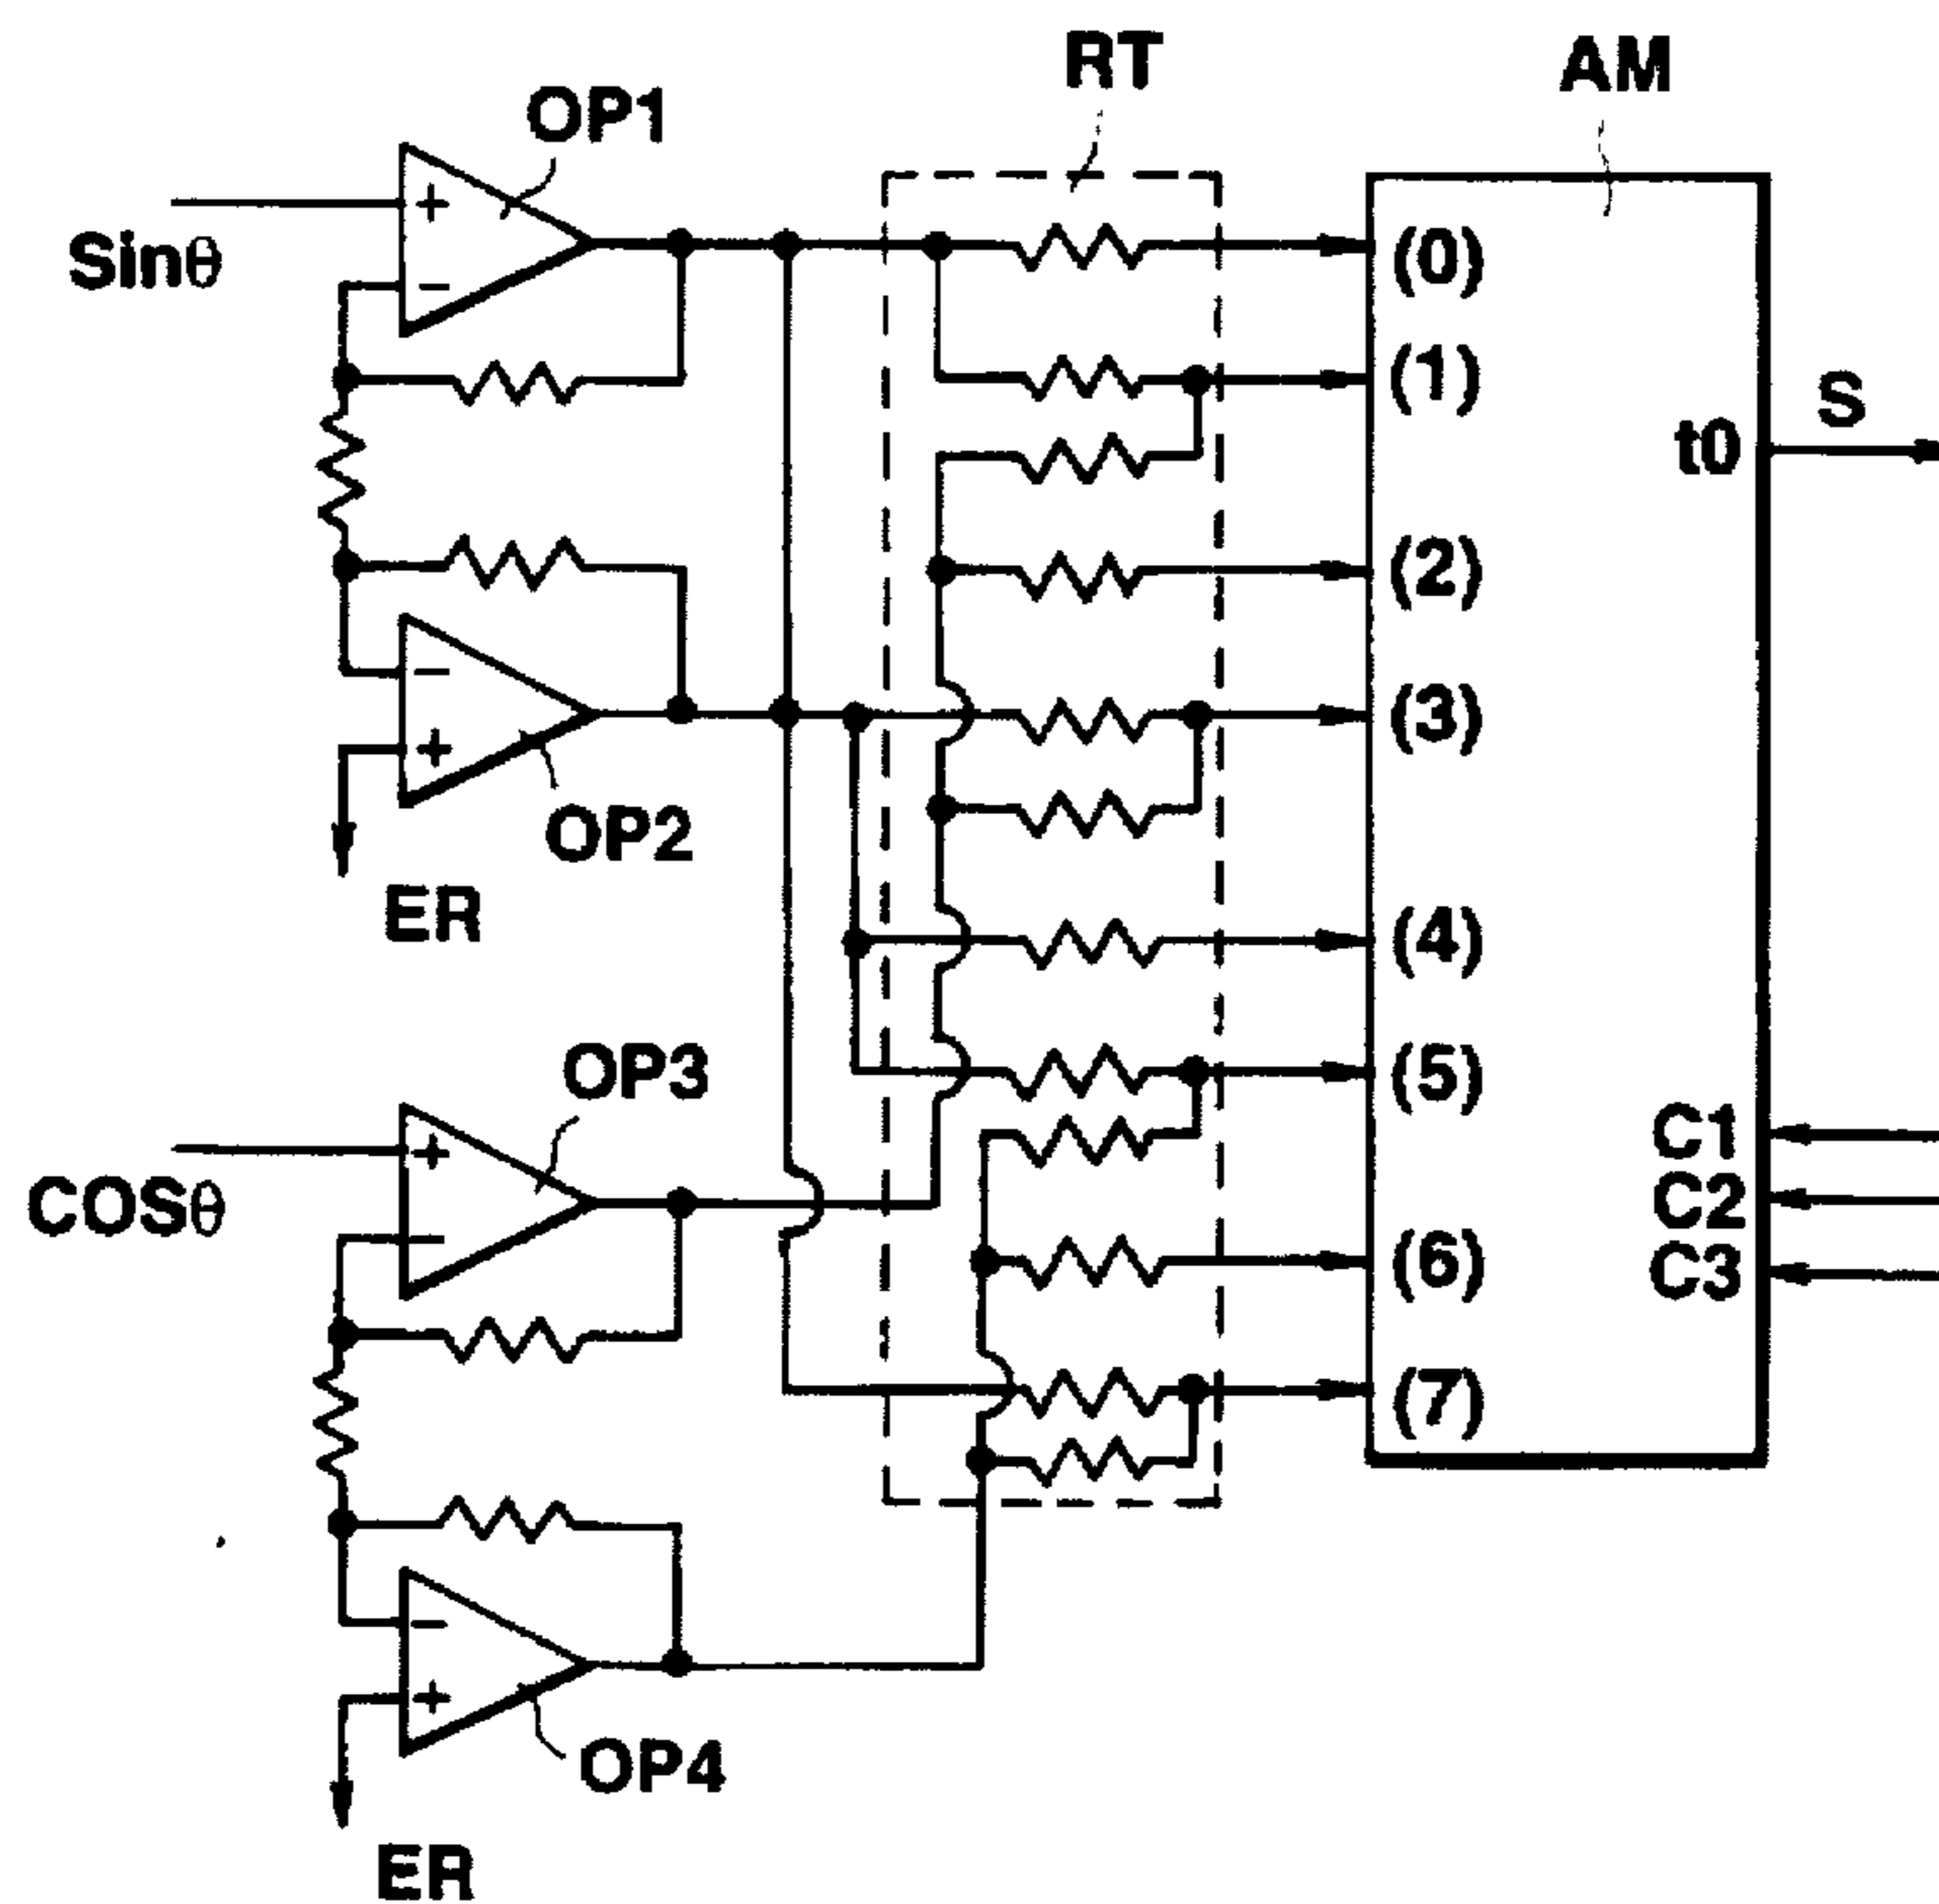 RT
AM
OP1
+
Sinθ
−
(0)
(1)
t0
S
(2)
−
(3)
+
OP2
ER
(4)
OP3
(5)
+
C1
COSθ
C2
−
(6)
C3
(7)
−
+
OP4
ER